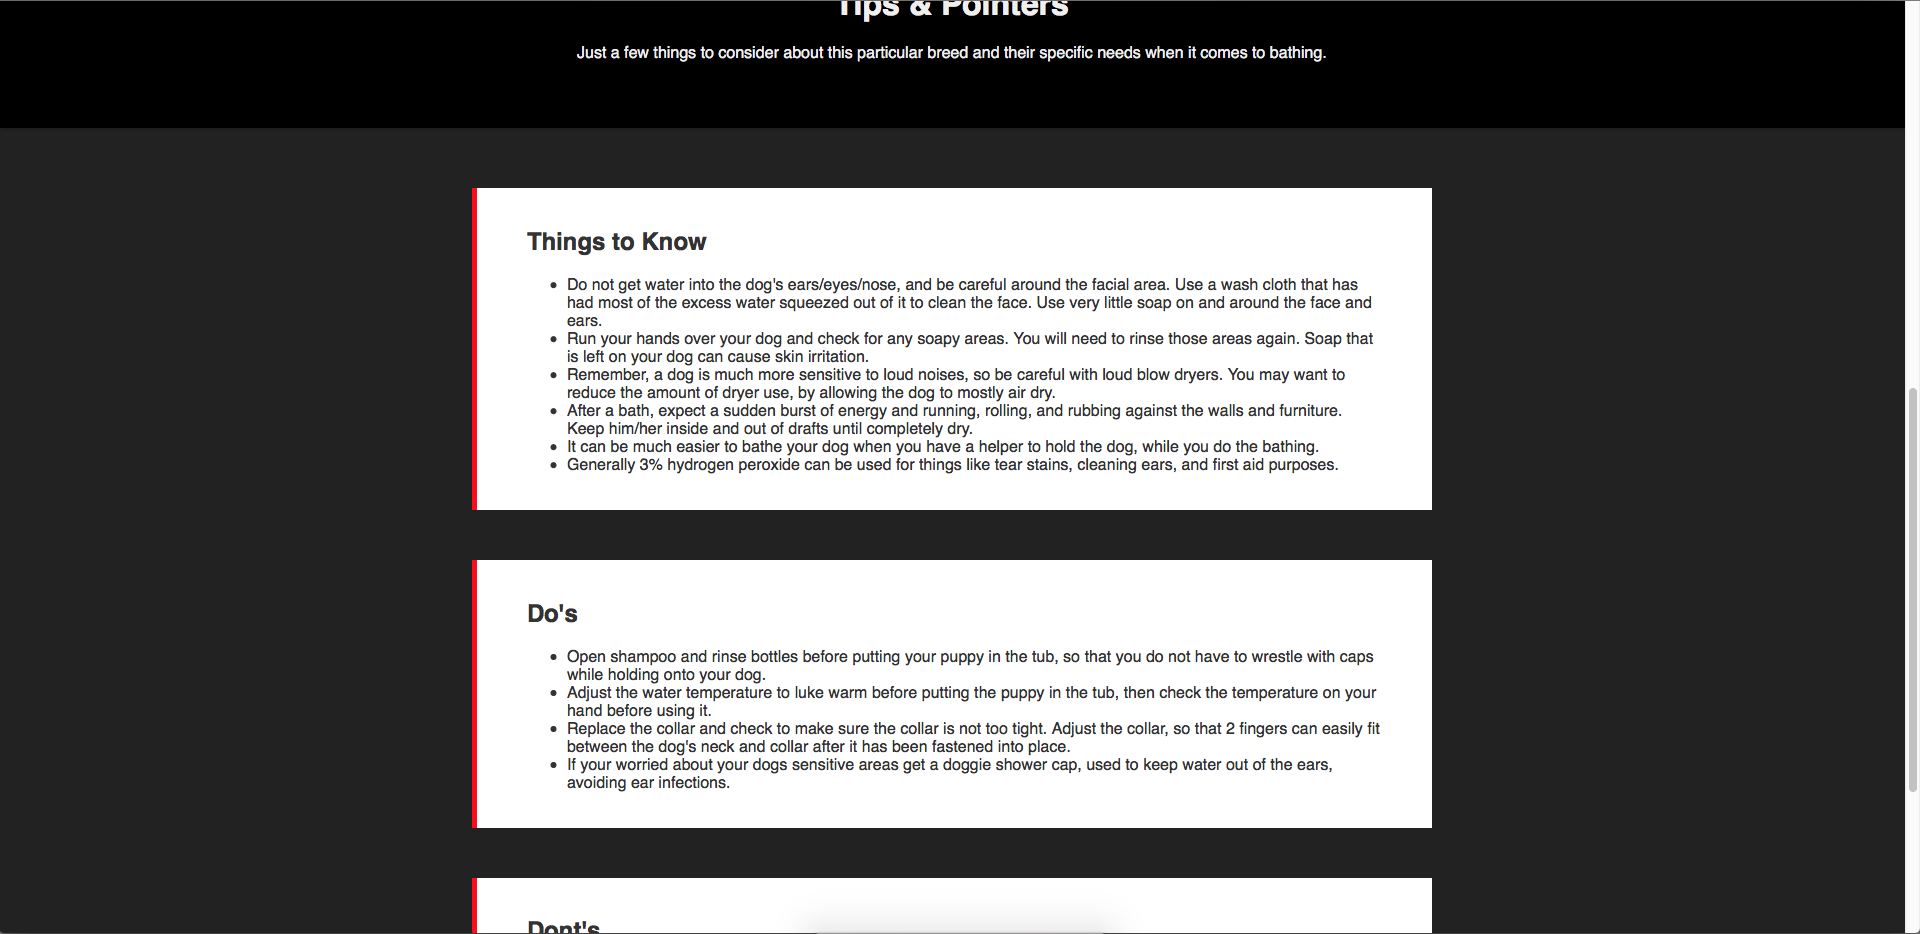 Tips & Pointers
Just a few things to consider about this particular breed and their specific needs when it comes to bathing.
Things to Know
• Do not get water into the dog's ears/eyes/nose, and be careful around the facial area. Use a wash cloth that has
had most of the excess water squeezed out of it to clean the face. Use very little soap on and around the face and
ears.
• Run your hands over your dog and check for any soapy areas. You will need to rinse those areas again. Soap that
is left on your dog can cause skin irritation.
• Remember, a dog is much more sensitive to loud noises, so be careful with loud blow dryers. You may want to
reduce the amount of dryer use, by allowing the dog to mostly air dry.
• After a bath, expect a sudden burst of energy and running, rolling, and rubbing against the walls and furniture.
Keep him/her inside and out of drafts until completely dry.
• It can be much easier to bathe your dog when you have a helper to hold the dog, while you do the bathing.
• Generally 3% hydrogen peroxide can be used for things like tear stains, cleaning ears, and first aid purposes.
Do's
• Open shampoo and rinse bottles before putting your puppy in the tub, so that you do not have to wrestle with caps
while holding onto your dog.
• Adjust the water temperature to luke warm before putting the puppy in the tub, then check the temperature on your
hand before using it.
• Replace the collar and check to make sure the collar is not too tight. Adjust the collar, so that 2 fingers can easily fit
between the dog's neck and collar after it has been fastened into place.
• If your worried about your dogs sensitive areas get a doggie shower cap, used to keep water out of the ears,
avoiding ear infections.
Dont's